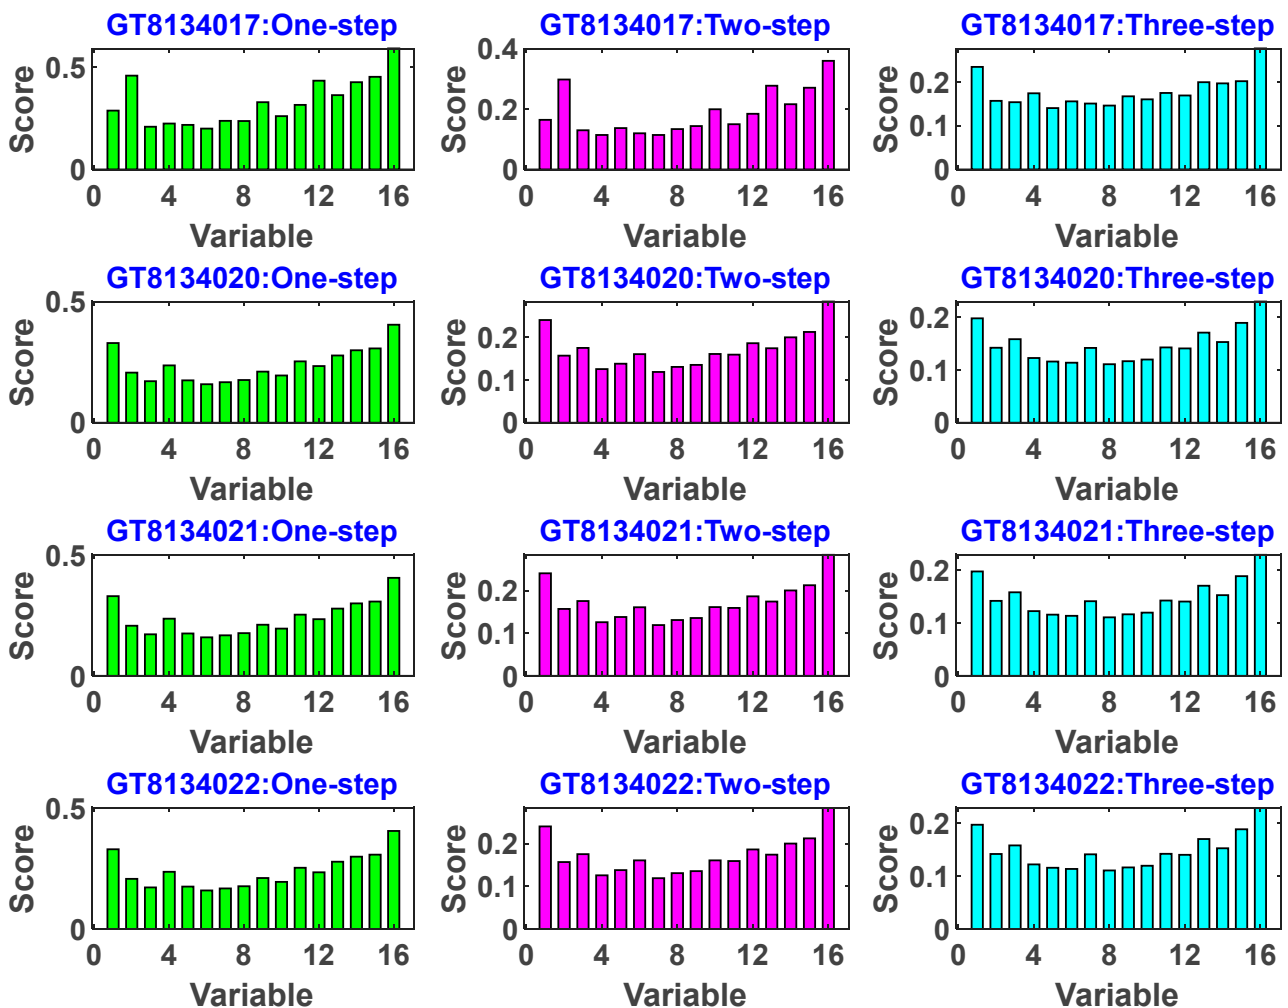 GT8134017:One-step GT8134017:Two-step GT8134017:Three-step
Score 0.5 0 Score 0.4 0.2 0 Score 0.2 0.1 0
0 4 8 12 16 0 4 8 12 16 0 4 8 12 16
Variable Variable Variable
GT8134020:One-step GT8134020:Two-step GT8134020:Three-step
Score 0.5 0 Score 0.2 0.1 0 Score 0.2 0.1 0
0 4 8 12 16 0 4 8 12 16 0 4 8 12 16
Variable Variable Variable
GT8134021:One-step GT8134021:Two-step GT8134021:Three-step
Score 0.5 0 Score 0.2 0.1 0 Score 0.2 0.1 0
0 4 8 12 16 0 4 8 12 16 0 4 8 12 16
Variable Variable Variable
GT8134022:One-step GT8134022:Two-step GT8134022:Three-step
Score 0.5 0 Score 0.2 0.1 0 Score 0.2 0.1 0
0 4 8 12 16 0 4 8 12 16 0 4 8 12 16
Variable Variable Variable